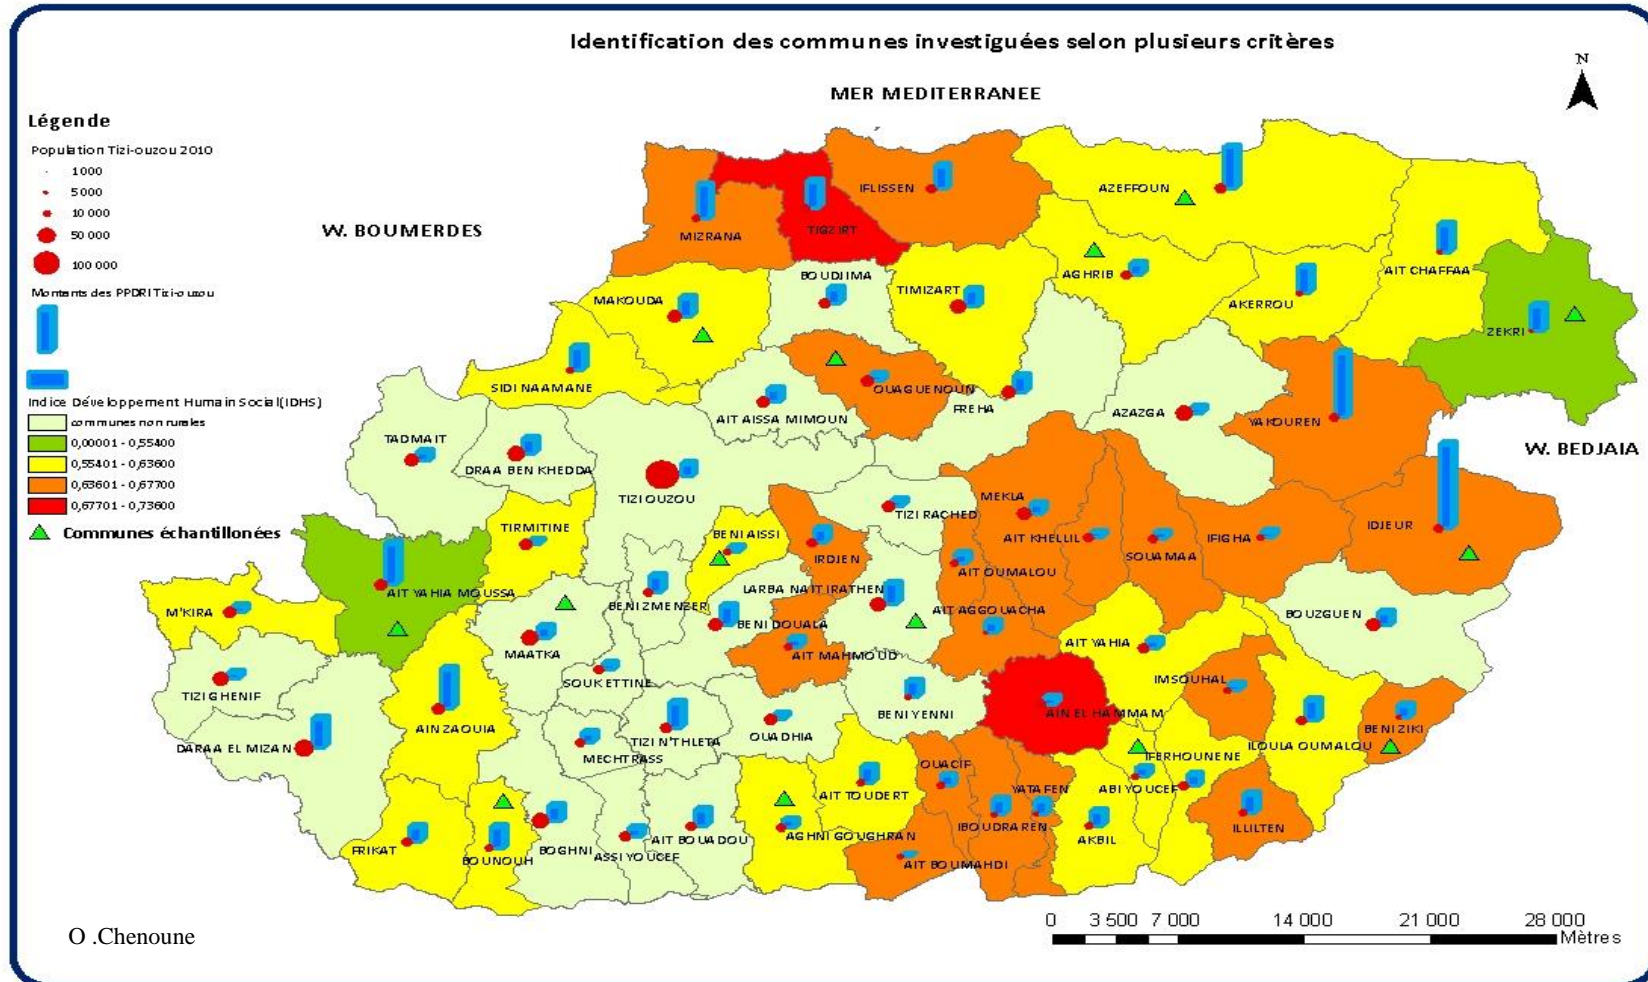 Identification des communes investiguées selon plusieurs critères
N
MER MEDITERRANEE
Légende
Population Tizi-ouzou 2010
1 000
5 000
10 000
50 000
100 000
Montants des PPDRI Tizi-ouzou
Indice Développement Humain Social(IDHS)
communes non rurales
0,00001 - 0,55400
0,55401 - 0,63600
0,63601 - 0,67700
0,67701 - 0,73600
Communes échantillonées
W. BOUMERDES
W. BEDJAIA
IFLISSEN
AZEFFOUN
MIZRANA
TIGZIRT
BOUDJIMA
AGHRIB
AIT CHAFFAA
MAKOUDA
TIMIZART
AKERROU
ZEKRI
SIDI NAAMANE
OUAGUENOUN
FREHA
AIT AISSA MIMOUN
AZAZGA
YAKOUREN
TADMAIT
DRAA BEN KHEDDA
TIZI OUZOU
MEKLA
TIZI RACHED
TIRMITINE
BENI AISSI
IRDJEN
AIT KHELLIL
SOUAMAA
IFIGHA
IDJEUR
AIT OUMALOU
AIT YAHIA MOUSSA
LARBA NAIT IRATHEN
M'KIRA
BENI ZMENZER
AIT AGGOUACHA
BENI DOUALA
BOUZGUEN
MAATKA
AIT MAHMOUD
AIT YAHIA
SOUK ETTINE
IMSOUHAL
TIZI GHENIF
BENI YENNI
AIN EL HAMMAM
AIN ZAOUIA
TIZI N'THLETA
OUADHIA
BENI ZIKI
DARAA EL MIZAN
MECHTRASS
ILOULA OUMALOU
IFERHOUNENE
OUACIF
ABI YOUCEF
AIT TOUDERT
YATAFEN
IBOUDRAREN
ILLILTEN
AGHNI GOUGHRAN
AKBIL
FRIKAT
BOUNOUH
BOGHNI
ASSI YOUCEF
AIT BOUADOU
AIT BOUMAHDI
O .Chenoune
0 3 500 7 000 14 000 21 000 28 000
Mètres